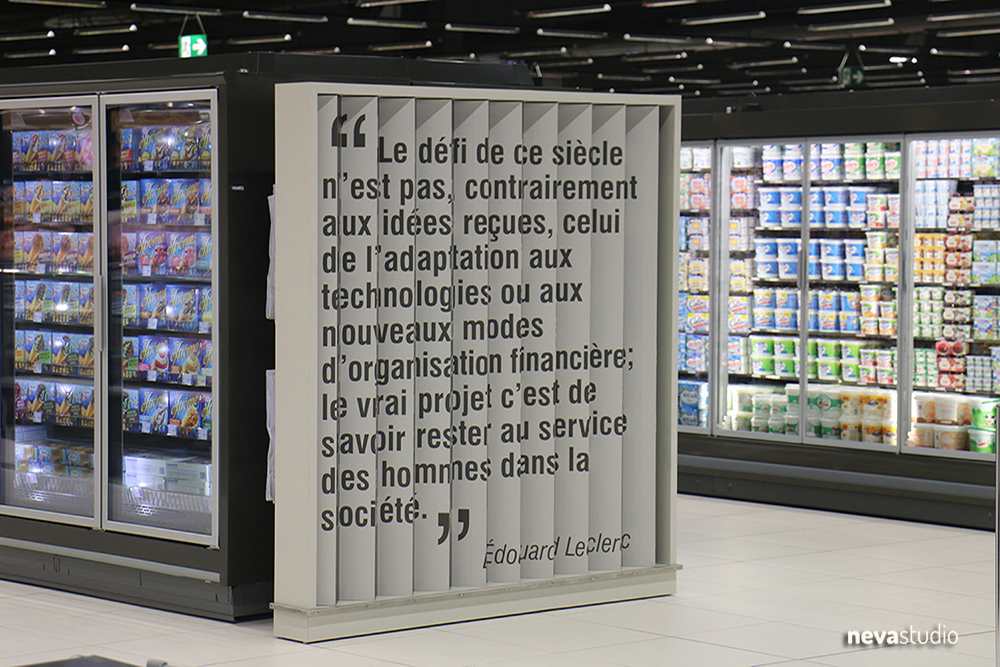 “ Le défi de ce siècle
n’est pas, contrairement
aux idées reçues, celui
de l’adaptation aux
technologies ou aux
nouveaux modes
d’organisation financière;
le vrai projet c’est de
savoir rester au service
des hommes dans la
société. ”
Édouard Leclerc
nevastudio